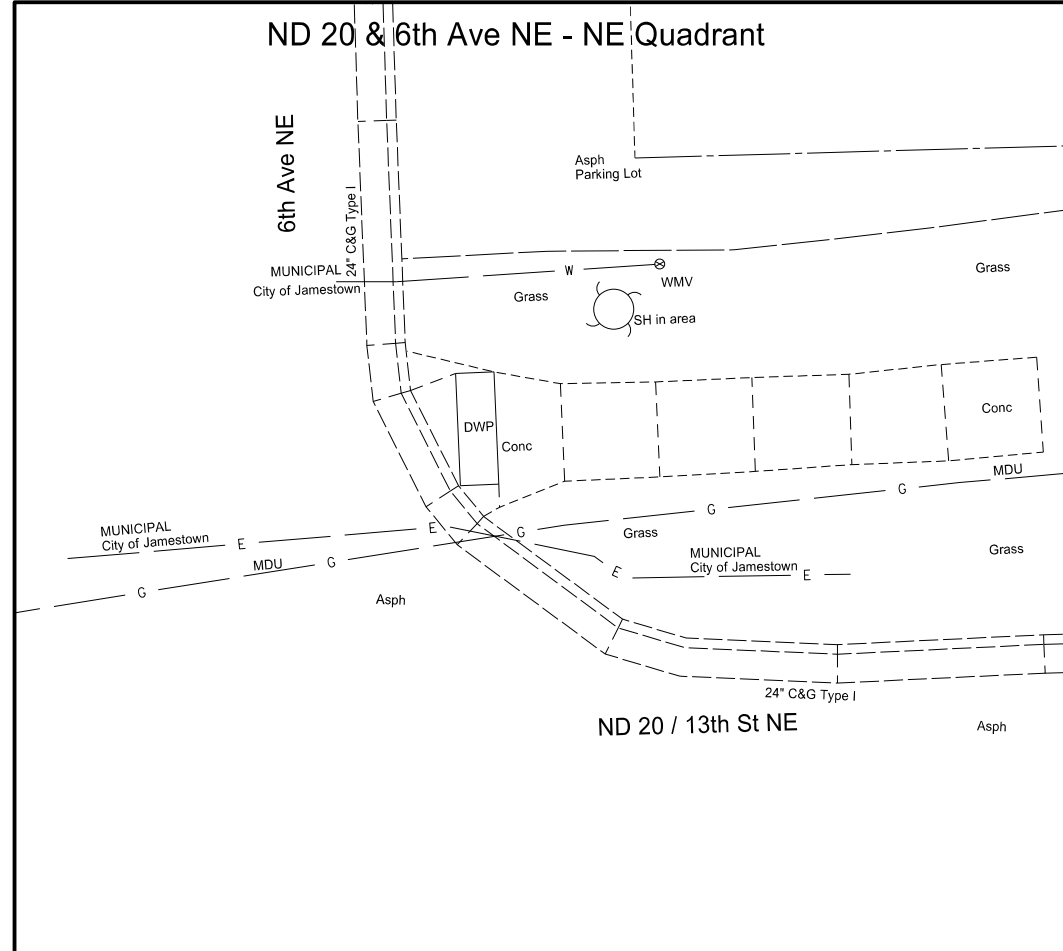 ND 20 & 6th Ave NE - NE Quadrant
6th Ave NE
24" C&G Type I
Asph
Parking Lot
MUNICIPAL
City of Jamestown
W
WMV
Grass
Grass
SH in area
DWP
Conc
Conc
MDU
G
G
G
E
MUNICIPAL
City of Jamestown
E
Grass
Grass
MDU
G
MUNICIPAL
City of Jamestown
E
E
G
Asph
24" C&G Type I
ND 20 / 13th St NE
Asph